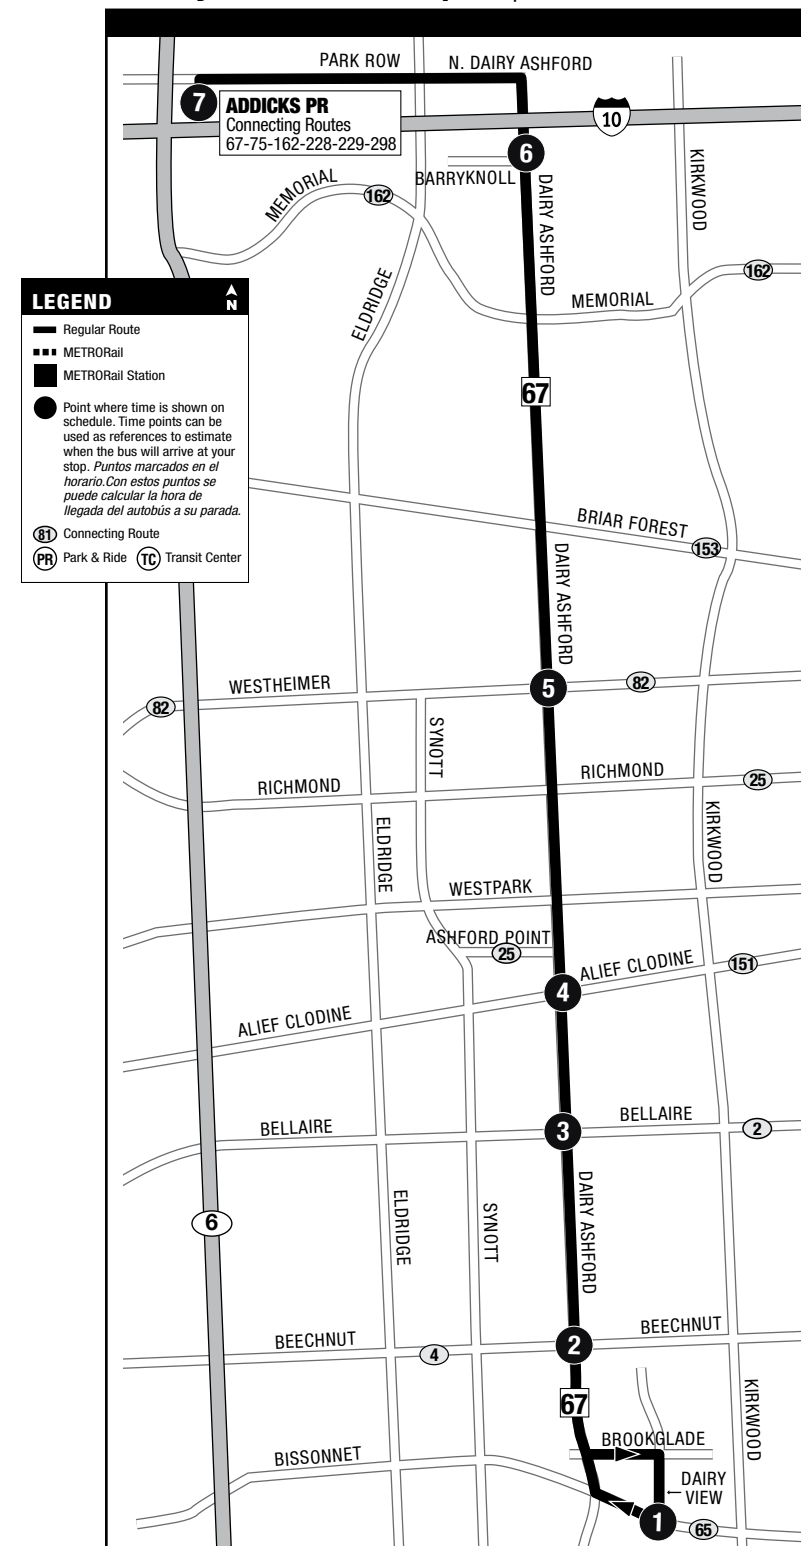 PARK ROW
N. DAIRY ASHFORD
7
ADDICKS PR
Connecting Routes
67-75-162-228-229-298
10
6
BARRYKNOLL
MEMORIAL
162
KIRKWOOD
DAIRY ASHFORD
ELDRIDGE
162
MEMORIAL
LEGEND
N
Regular Route
METRORail
METRORail Station
Point where time is shown on
schedule. Time points can be
used as references to estimate
when the bus will arrive at your
stop. Puntos marcados en el
horario.Con estos puntos se
puede calcular la hora de
llegada del autobús a su parada.
81 Connecting Route
PR Park & Ride TC Transit Center
67
BRIAR FOREST
153
DAIRY ASHFORD
WESTHEIMER
82
5
82
SYNOTT
RICHMOND
RICHMOND
25
ELDRIDGE
KIRKWOOD
WESTPARK
ASHFORD POINT
25
ALIEF CLODINE
151
4
ALIEF CLODINE
BELLAIRE
3
BELLAIRE
2
6
ELDRIDGE
SYNOTT
DAIRY ASHFORD
BEECHNUT
4
2
BEECHNUT
67
KIRKWOOD
BROOKGLADE
BISSONNET
DAIRY
VIEW
1
65